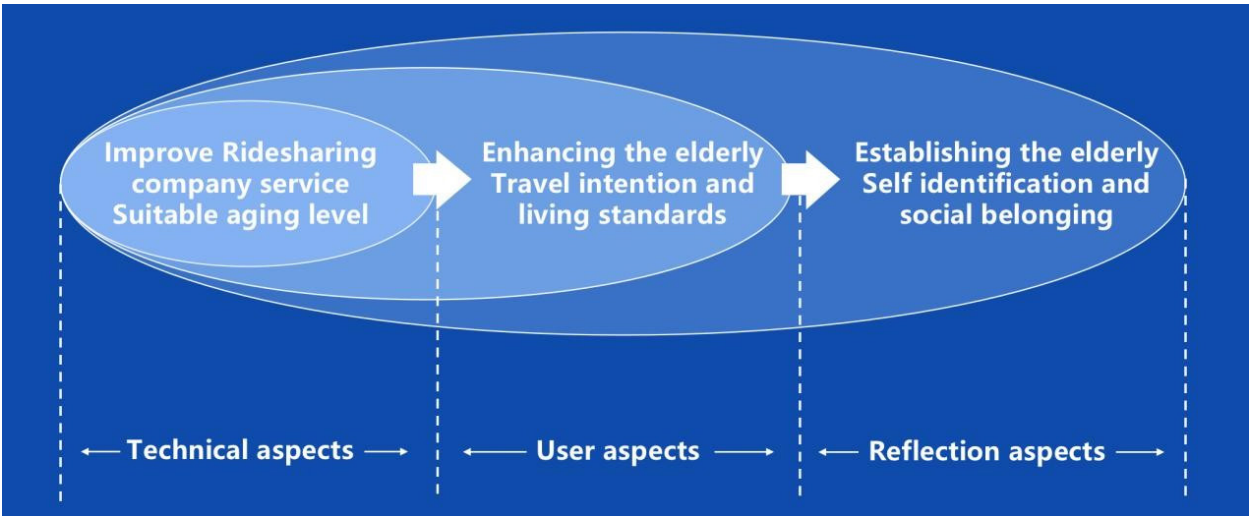 Improve Ridesharing
company service
Suitable aging level
Enhancing the elderly
Travel intention and
living standards
Establishing the elderly
Self identification and
social belonging
Technical aspects
User aspects
Reflection aspects